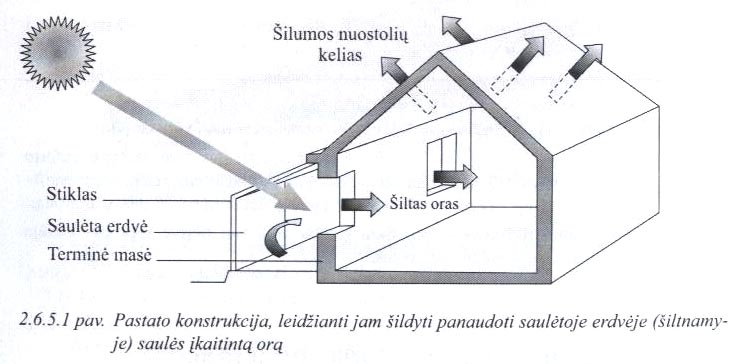 Šilumos nuostolių
kelias
Stiklas
Saulėta erdvė
Terminė masė
Šiltas oras
2.6.5.1 pav. Pastato konstrukcija, leidžianti jam šildyti panaudoti saulėtoje erdvėje (šiltnamy-
je) saulės įkaitintą orą